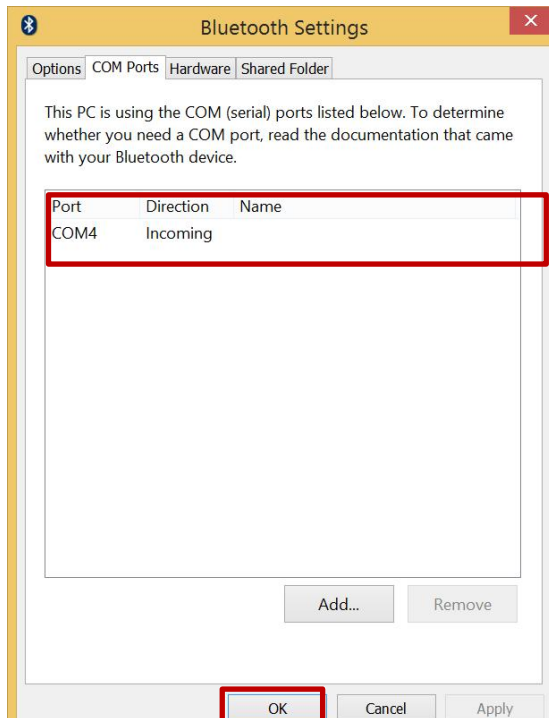 Bluetooth Settings
Options COM Ports Hardware Shared Folder
This PC is using the COM (serial) ports listed below. To determine
whether you need a COM port, read the documentation that came
with your Bluetooth device.
Port Direction Name
COM4 Incoming
Add... Remove
OK Cancel Apply